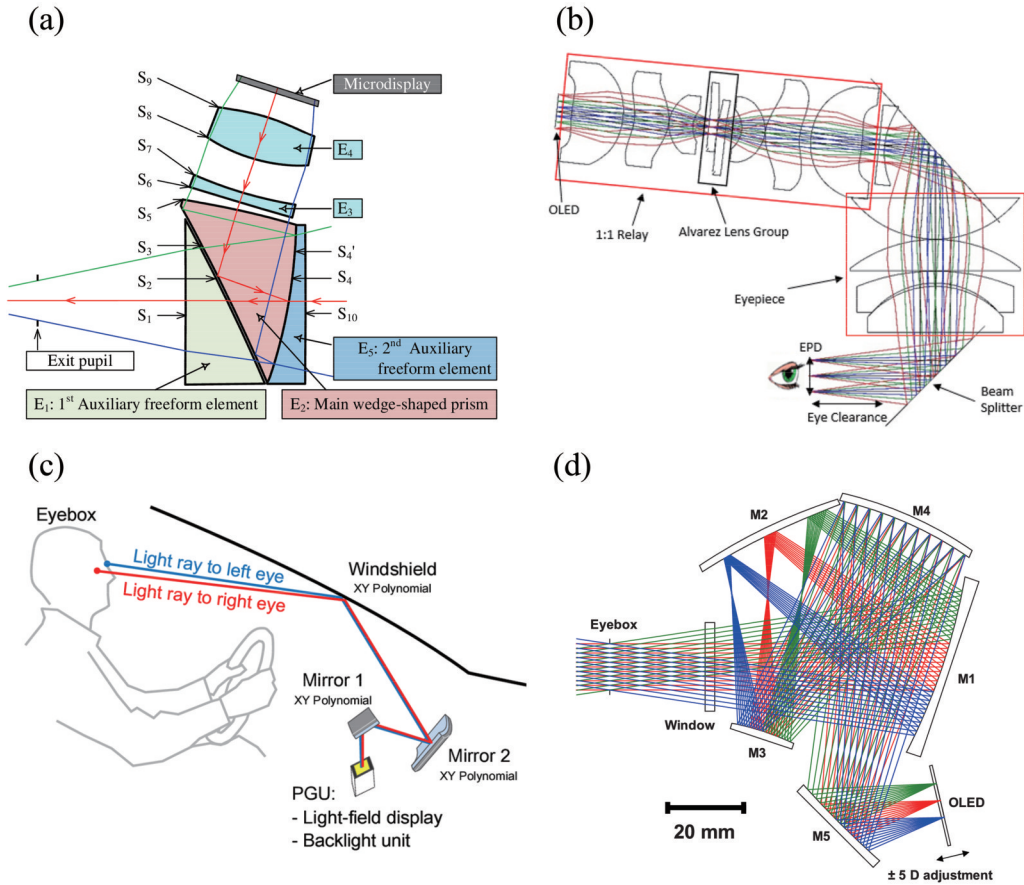 (a)
S9
Microdisplay
S8
E4
S7
S6
E3
S5
S3
S4'
S2
S4
S1
S10
Exit pupil
E5: 2nd Auxiliary
freeform element
E1: 1st Auxiliary freeform element
E2: Main wedge-shaped prism
(b)
OLED
1:1 Relay
Alvarez Lens Group
Eyepiece
EPD
Eye Clearance
Beam
Splitter
(c)
Eyebox
Light ray to left eye
Light ray to right eye
Windshield
XY Polynomial
Mirror 1
XY Polynomial
Mirror 2
XY Polynomial
PGU:
- Light-field display
- Backlight unit
(d)
M2
M4
Eyebox
M1
Window
M3
OLED
20 mm
M5
± 5 D adjustment